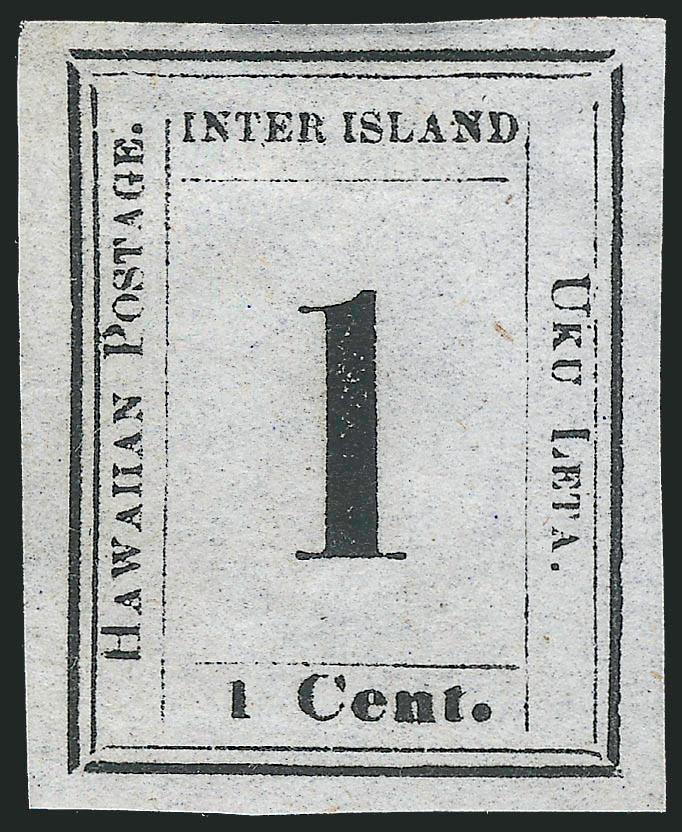 INTER ISLAND
HAWAIIAN POSTAGE.
1
UKU LETA.
1 Cent.